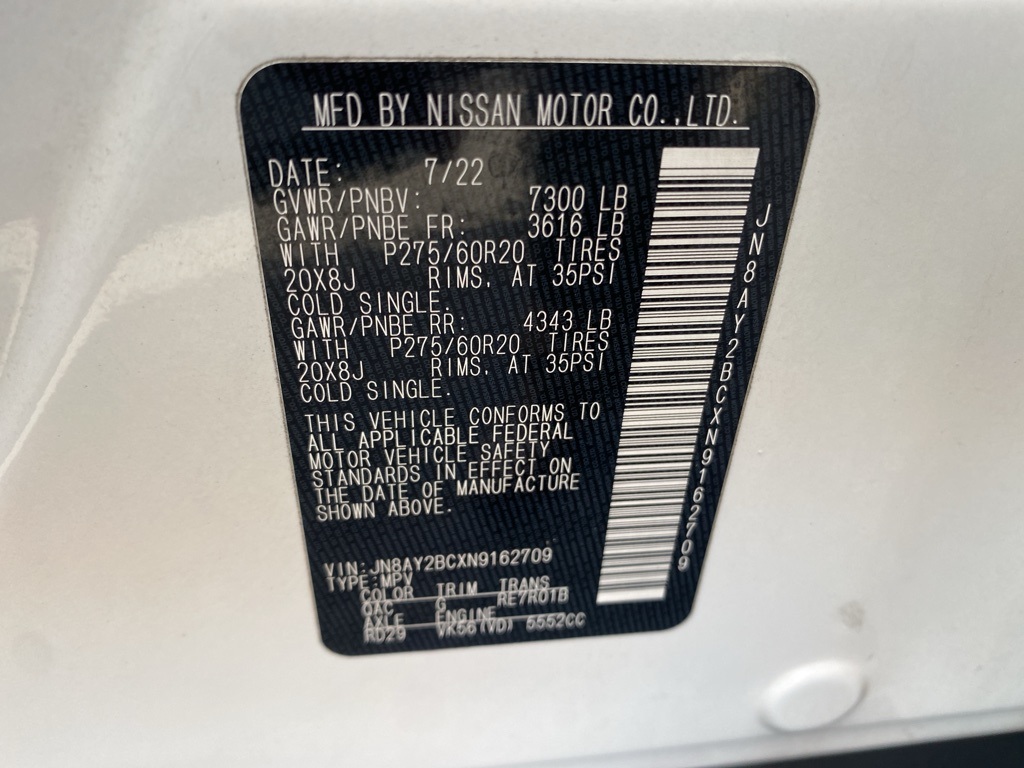 MFD BY NISSAN MOTOR CO.,LTD.
DATE: 7/22
GVWR/PNBV: 7300 LB
GAWR/PNBE FR: 3616 LB
WITH P275/60R20 TIRES
20X8J RIMS, AT 35PSI
COLD SINGLE.
GAWR/PNBE RR: 4343 LB
WITH P275/60R20 TIRES
20X8J RIMS, AT 35PSI
COLD SINGLE.
THIS VEHICLE CONFORMS TO
ALL APPLICABLE FEDERAL
MOTOR VEHICLE SAFETY
STANDARDS IN EFFECT ON
THE DATE OF MANUFACTURE
SHOWN ABOVE.
VIN:JN8AY2BCXN9162709
TYPE:MPV
COLOR TRIM TRANS
QAC G RE7R01B
AXLE ENGINE
RD29 VK56(VD) 5552CC
JN8AY2BCXN9162709